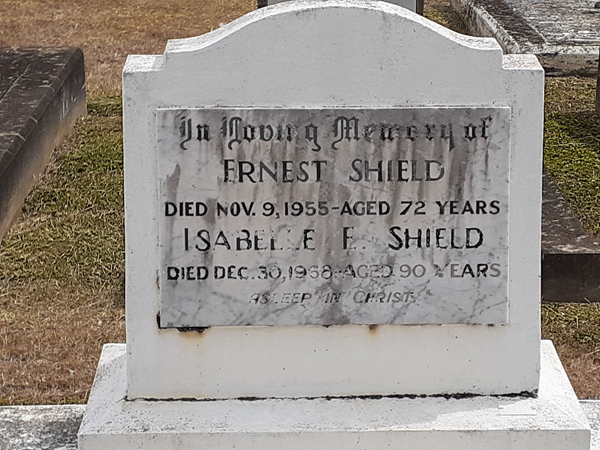 In Loving Memory of
ERNEST SHIELD
DIED NOV. 9, 1955-AGED 72 YEARS
ISABELLE E. SHIELD
DIED DEC. 30, 1968-AGED 90 YEARS
ASLEEP IN CHRIST.